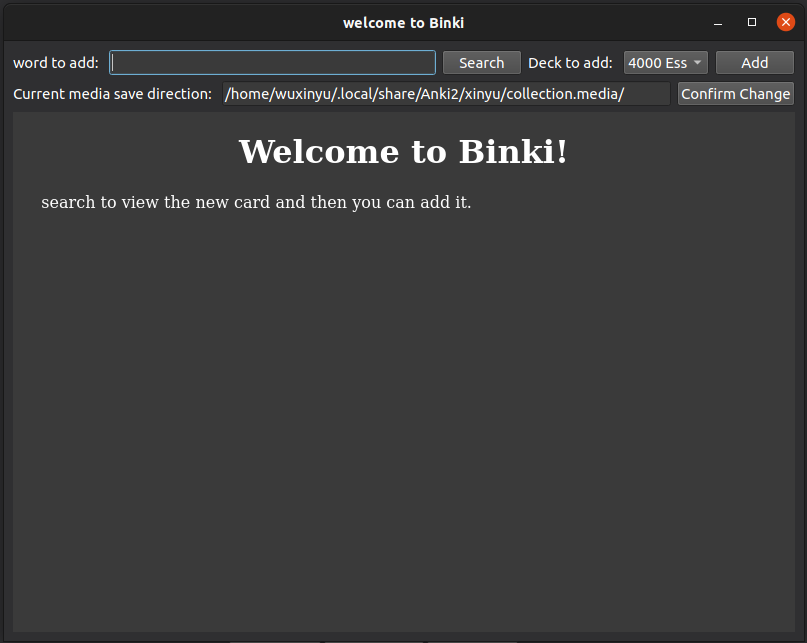 welcome to Binki
word to add: Search Deck to add: 4000 Ess Add
Current media save direction: /home/wuxinyu/.local/share/Anki2/xinyu/collection.media/ Confirm Change
Welcome to Binki!
search to view the new card and then you can add it.